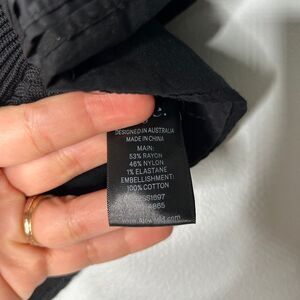 DESIGNED IN AUSTRALIA
MADE IN CHINA
MAIN:
53% RAYON
46% NYLON
1% ELASTANE
EMBELLISHMENT:
100% COTTON